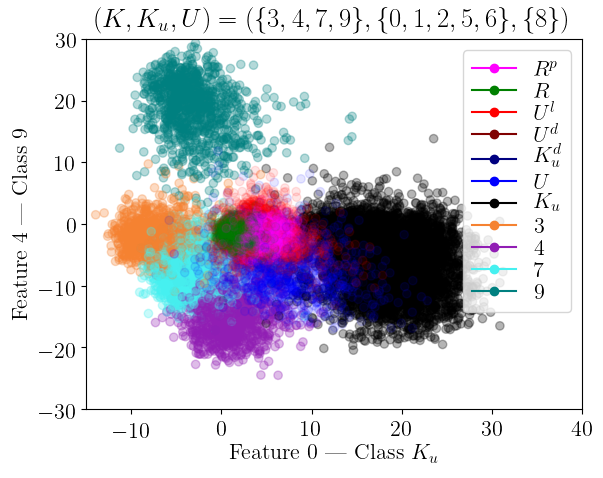 (K, K_u, U) = ({3, 4, 7, 9}, {0, 1, 2, 5, 6}, {8})
30
20
10
0
−10
−20
−30
Feature 4 — Class 9
−10
0
10
20
30
40
Feature 0 — Class K_u
R^p
R
U^l
U^d
K_u^d
U
K_u
3
4
7
9